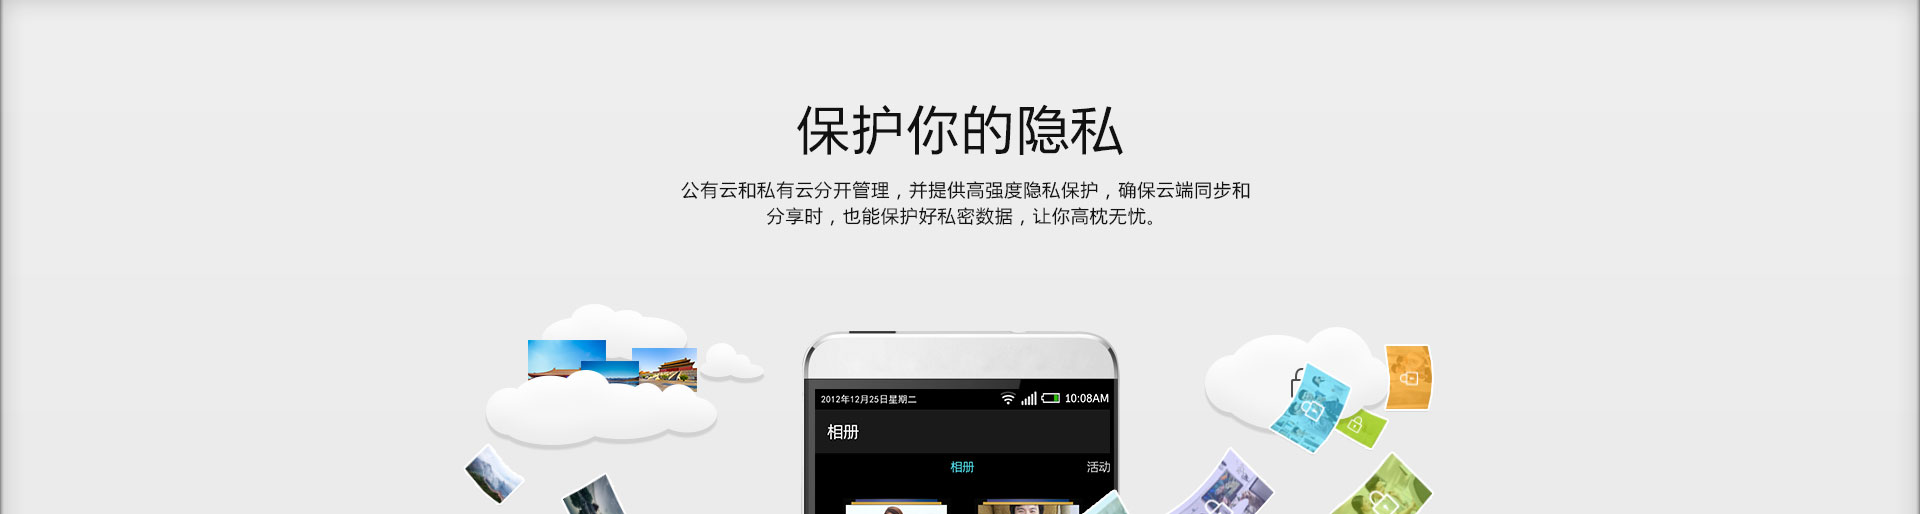 保护你的隐私
公有云和私有云分开管理，并提供高强度隐私保护，确保云端同步和
分享时，也能保护好私密数据，让你高枕无忧。
2012年12月25日星期二
10:08AM
相册
相册
活动